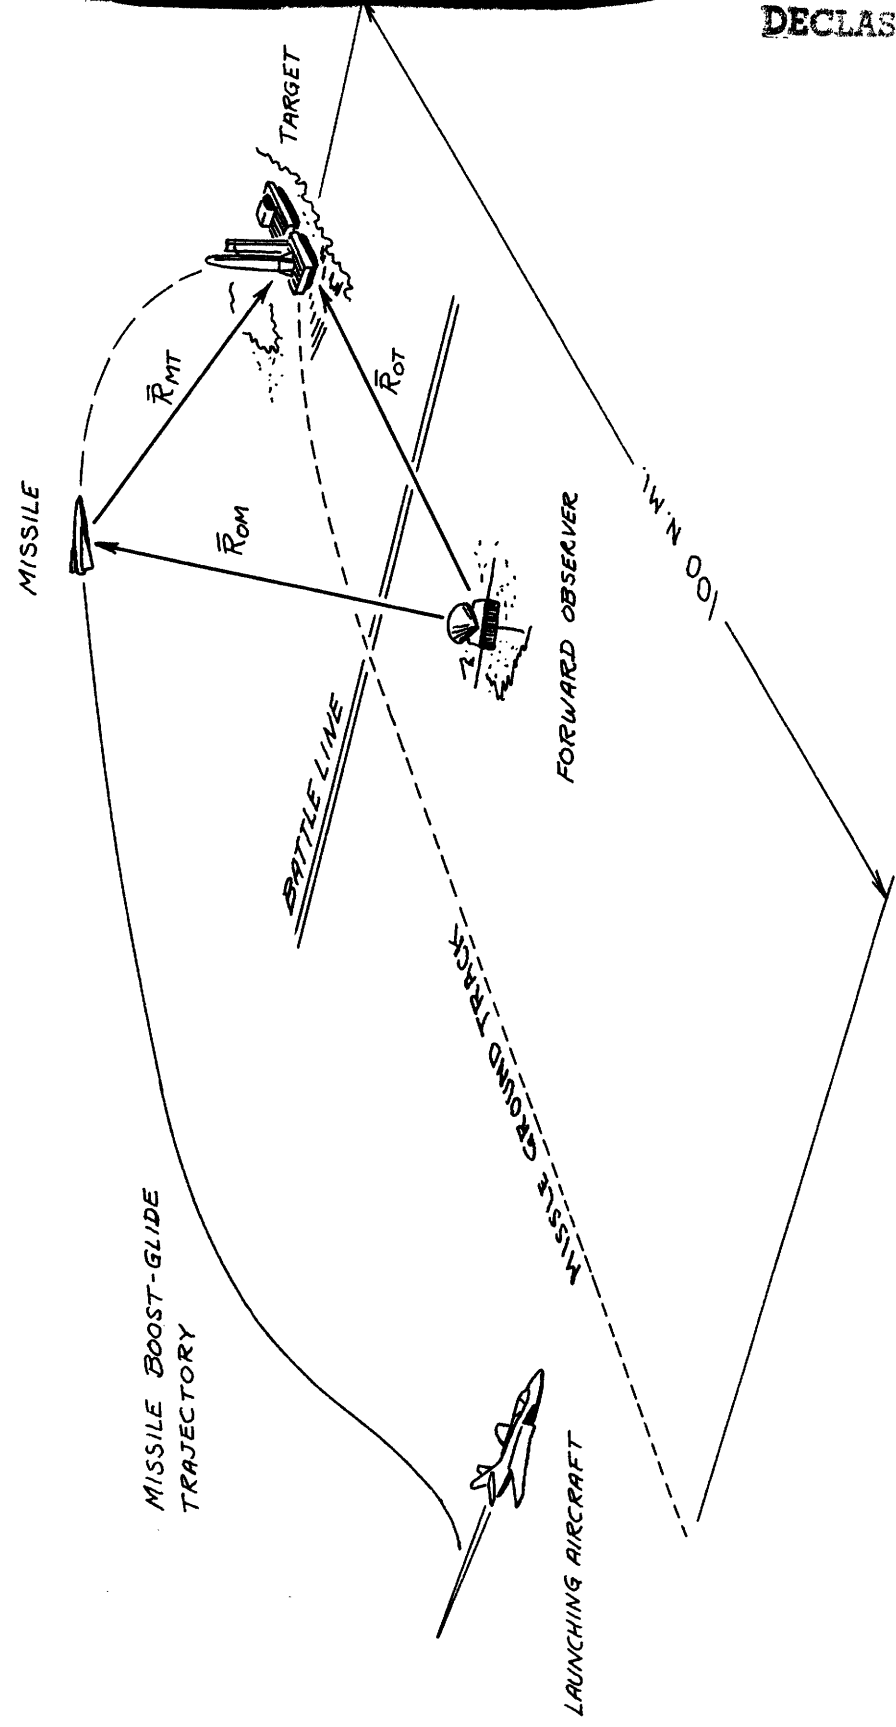 DECLAS
TARGET
MISSILE
R̄MT
R̄OT
R̄OM
100 N.MI.
FORWARD OBSERVER
BATTLE LINE
MISSLE GROUND TRACK
MISSILE BOOST-GLIDE
TRAJECTORY
LAUNCHING AIRCRAFT